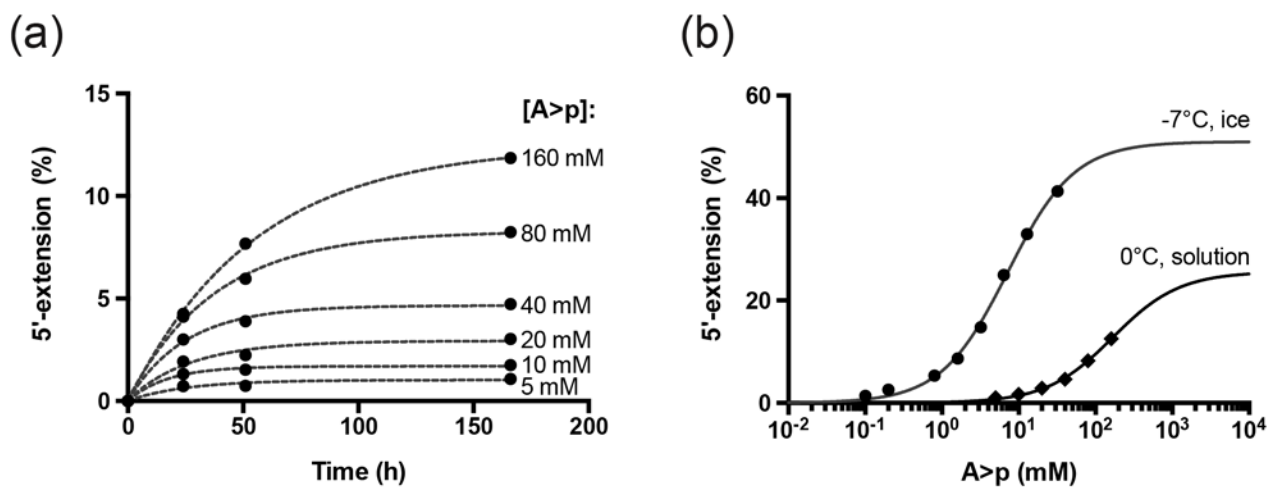 (a)
15
10
5
0
0
50
100
150
200
5'-extension (%)
Time (h)
[A>p]:
160 mM
80 mM
40 mM
20 mM
10 mM
5 mM
(b)
60
40
20
0
10-2
10-1
100
101
102
103
104
5'-extension (%)
A>p (mM)
-7°C, ice
0°C, solution